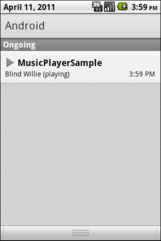 April 11, 2011 3:59 PM
Android
Ongoing
MusicPlayerSample
Blind Willie (playing) 3:59 PM